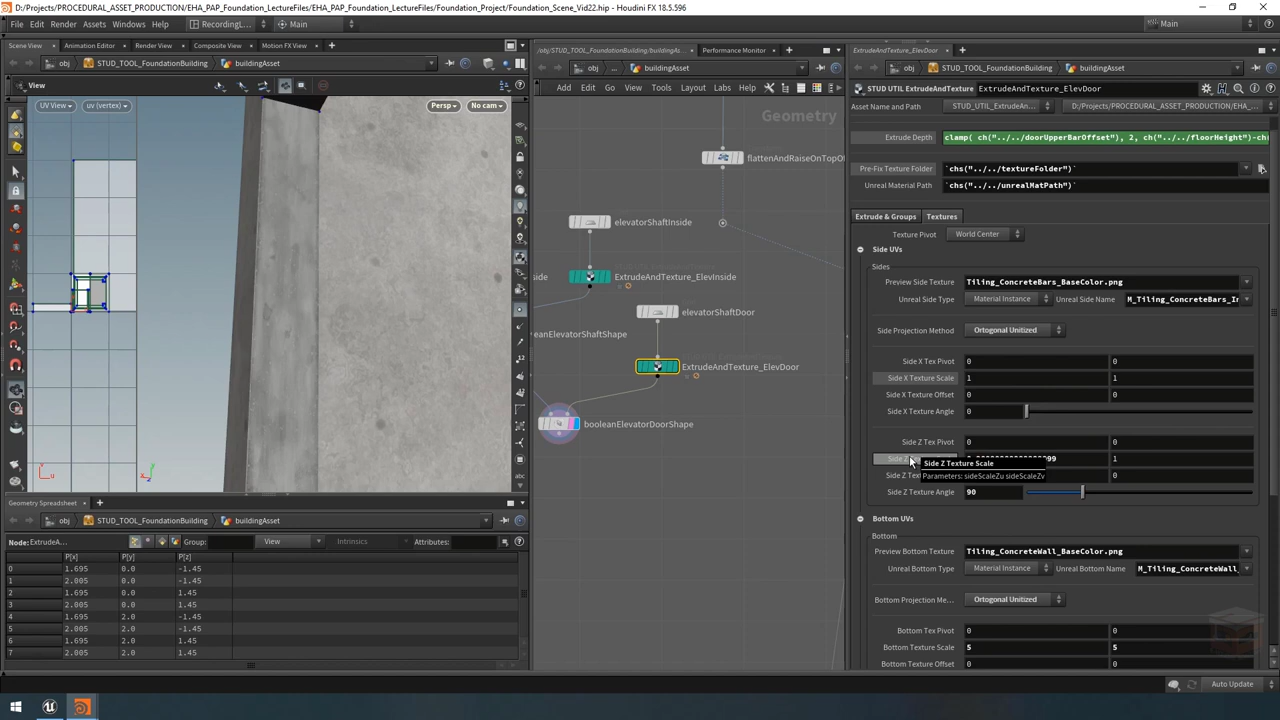 D:/Projects/PROCEDURAL_ASSET_PRODUCTION/EHA_PAP_Foundation_LectureFiles/EHA_PAP_Foundation_LectureFiles/Foundation_Project/Foundation_Scene_Vid22.hip - Houdini FX 18.5.596
File Edit Render Assets Windows Help RecordingL... Main
Main
Scene View Animation Editor Render View Composite View Motion FX View
obj STUD_TOOL_FoundationBuilding buildingAsset
View
UV View uv (vertex) Persp No cam
Geometry Spreadsheet
obj STUD_TOOL_FoundationBuilding buildingAsset
Node: ExtrudeA... Group: View Intrinsics Attributes:
P[x] P[y] P[z]
0 1.695 0.0 -1.45
1 2.005 0.0 -1.45
2 1.695 0.0 1.45
3 2.005 0.0 1.45
4 1.695 2.0 -1.45
5 2.005 2.0 -1.45
6 1.695 2.0 1.45
7 2.005 2.0 1.45
/obj/STUD_TOOL_FoundationBuilding/buildingAs... Performance Monitor
obj ... buildingAsset
Add Edit Go View Tools Layout Labs Help
Geometry
flattenAndRaiseOnTopOf
elevatorShaftInside
ExtrudeAndTexture_ElevInside
elevatorShaftDoor
eanElevatorShaftShape
ExtrudeAndTexture_ElevDoor
booleanElevatorDoorShape
ExtrudeAndTexture_ElevDoor
obj STUD_TOOL_FoundationBuilding buildingAsset
STUD UTIL ExtrudeAndTexture ExtrudeAndTexture_ElevDoor
Asset Name and Path STUD_UTIL_ExtrudeAn... D:/Projects/PROCEDURAL_ASSET_PRODUCTION/EHA_...
Extrude Depth clamp( ch("../../doorUpperBarOffset"), 2, ch("../../floorHeight")-ch
Pre-Fix Texture Folder `chs("../../textureFolder")`
Unreal Material Path `chs("../../unrealMatPath")`
Extrude & Groups Textures
Texture Pivot World Center
Side UVs
Sides
Preview Side Texture Tiling_ConcreteBars_BaseColor.png
Unreal Side Type Material Instance Unreal Side Name M_Tiling_ConcreteBars_In
Side Projection Method Ortogonal Unitized
Side X Tex Pivot 0 0
Side X Texture Scale 1 1
Side X Texture Offset 0 0
Side X Texture Angle 0
Side Z Tex Pivot 0 0
Side Z 99 1
Side Z Texture Scale
Parameters: sideScaleZu sideScaleZv
Side Z Tex 0
Side Z Texture Angle 90
Bottom UVs
Bottom
Preview Bottom Texture Tiling_ConcreteWall_BaseColor.png
Unreal Bottom Type Material Instance Unreal Bottom Name M_Tiling_ConcreteWall_
Bottom Projection Me... Ortogonal Unitized
Bottom Tex Pivot 0 0
Bottom Texture Scale 5 5
Bottom Texture Offset 0 0
Auto Update